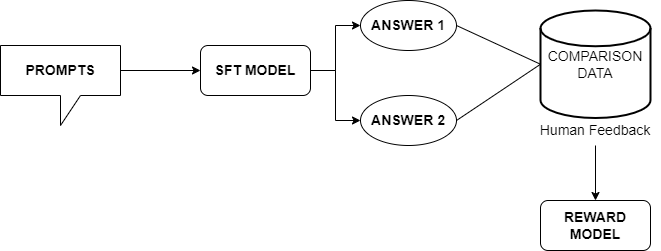 PROMPTS
SFT MODEL
ANSWER 1
ANSWER 2
COMPARISON
DATA
Human Feedback
REWARD
MODEL